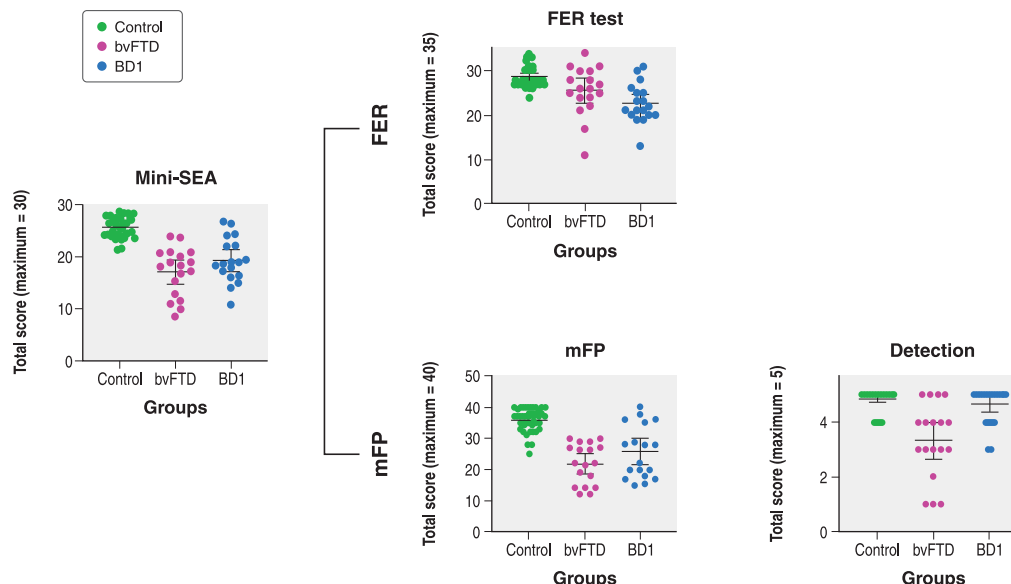 Control
bvFTD
BD1
FER test
Total score (maximum = 35)
30
20
10
0
Control bvFTD BD1
Groups
FER
Mini-SEA
Total score (maximum = 30)
30
20
10
0
Control bvFTD BD1
Groups
mFP
mFP
Total score (maximum = 40)
50
40
30
20
10
0
Control bvFTD BD1
Groups
Detection
Total score (maximum = 5)
4
2
0
Control bvFTD BD1
Groups